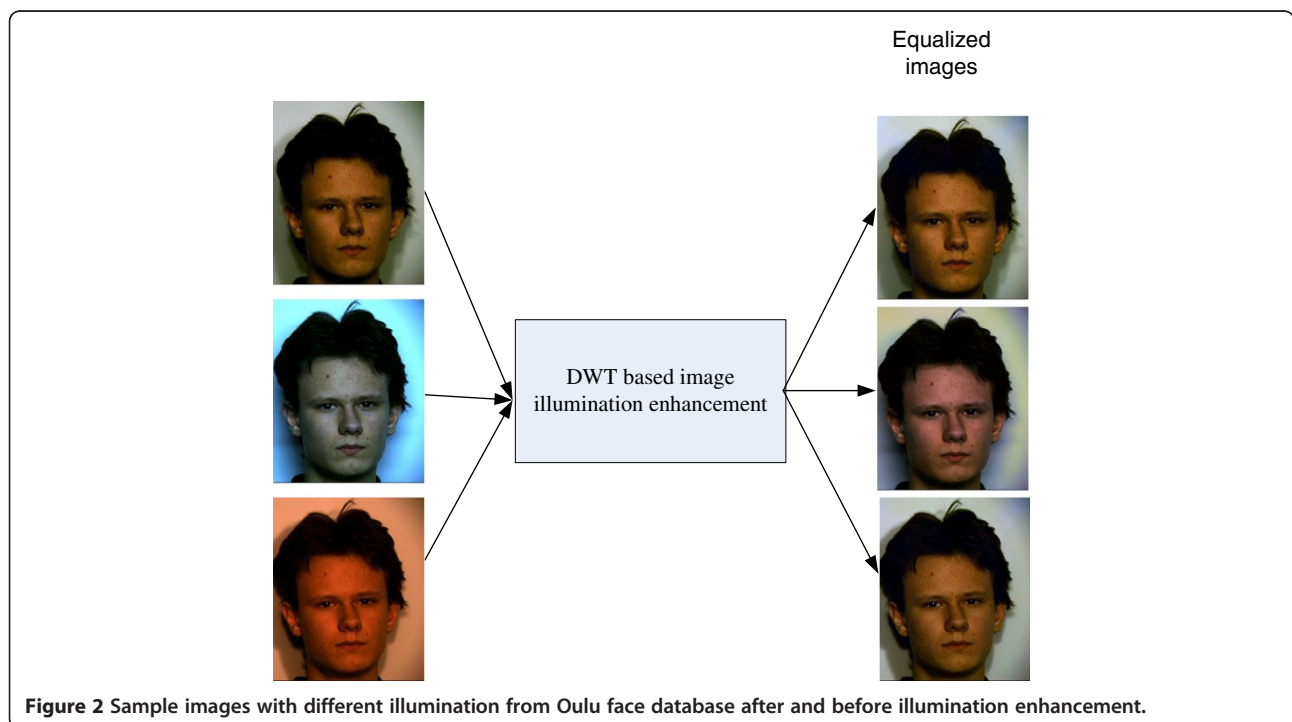 Equalized
images
DWT based image
illumination enhancement
Figure 2 Sample images with different illumination from Oulu face database after and before illumination enhancement.